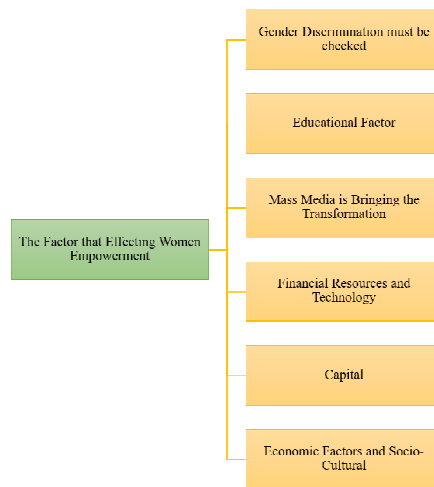 Gender Discrimination must be
checked
Educational Factor
Mass Media is Bringing the
Transformation
The Factor that Effecting Women
Empowerment
Financial Resources and
Technology
Capital
Economic Factors and Socio-
Cultural